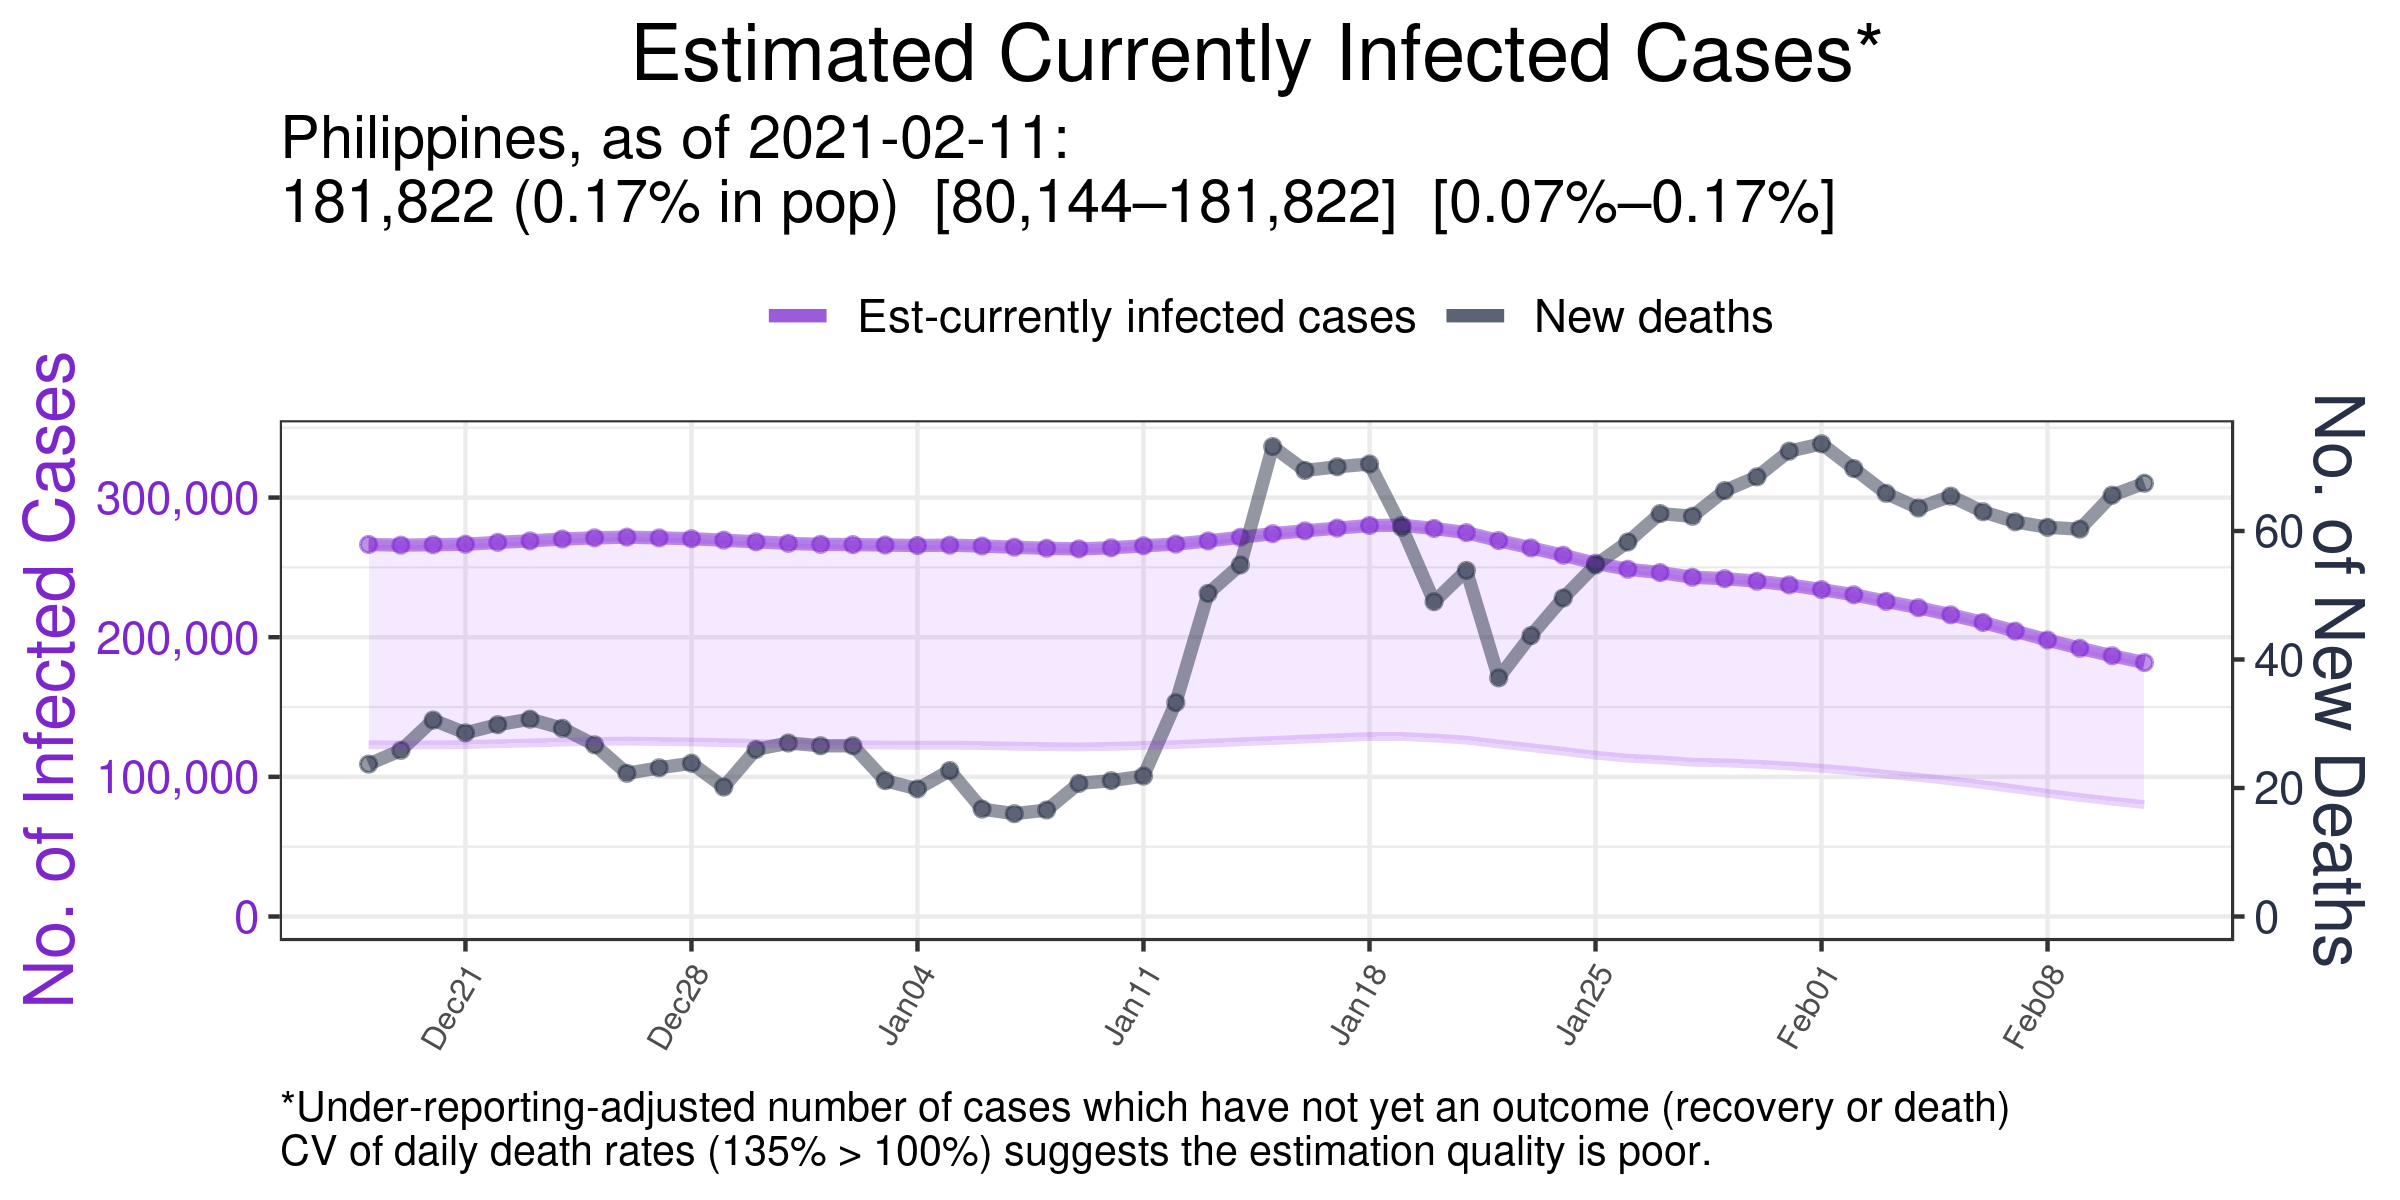 Estimated Currently Infected Cases*
Philippines, as of 2021-02-11:
181,822 (0.17% in pop)  [80,144–181,822]  [0.07%–0.17%]
Est-currently infected cases
New deaths
No. of Infected Cases
300,000
200,000
100,000
0
60
40
20
0
No. of New Deaths
Dec21
Dec28
Jan04
Jan11
Jan18
Jan25
Feb01
Feb08
*Under-reporting-adjusted number of cases which have not yet an outcome (recovery or death)
CV of daily death rates (135% > 100%) suggests the estimation quality is poor.